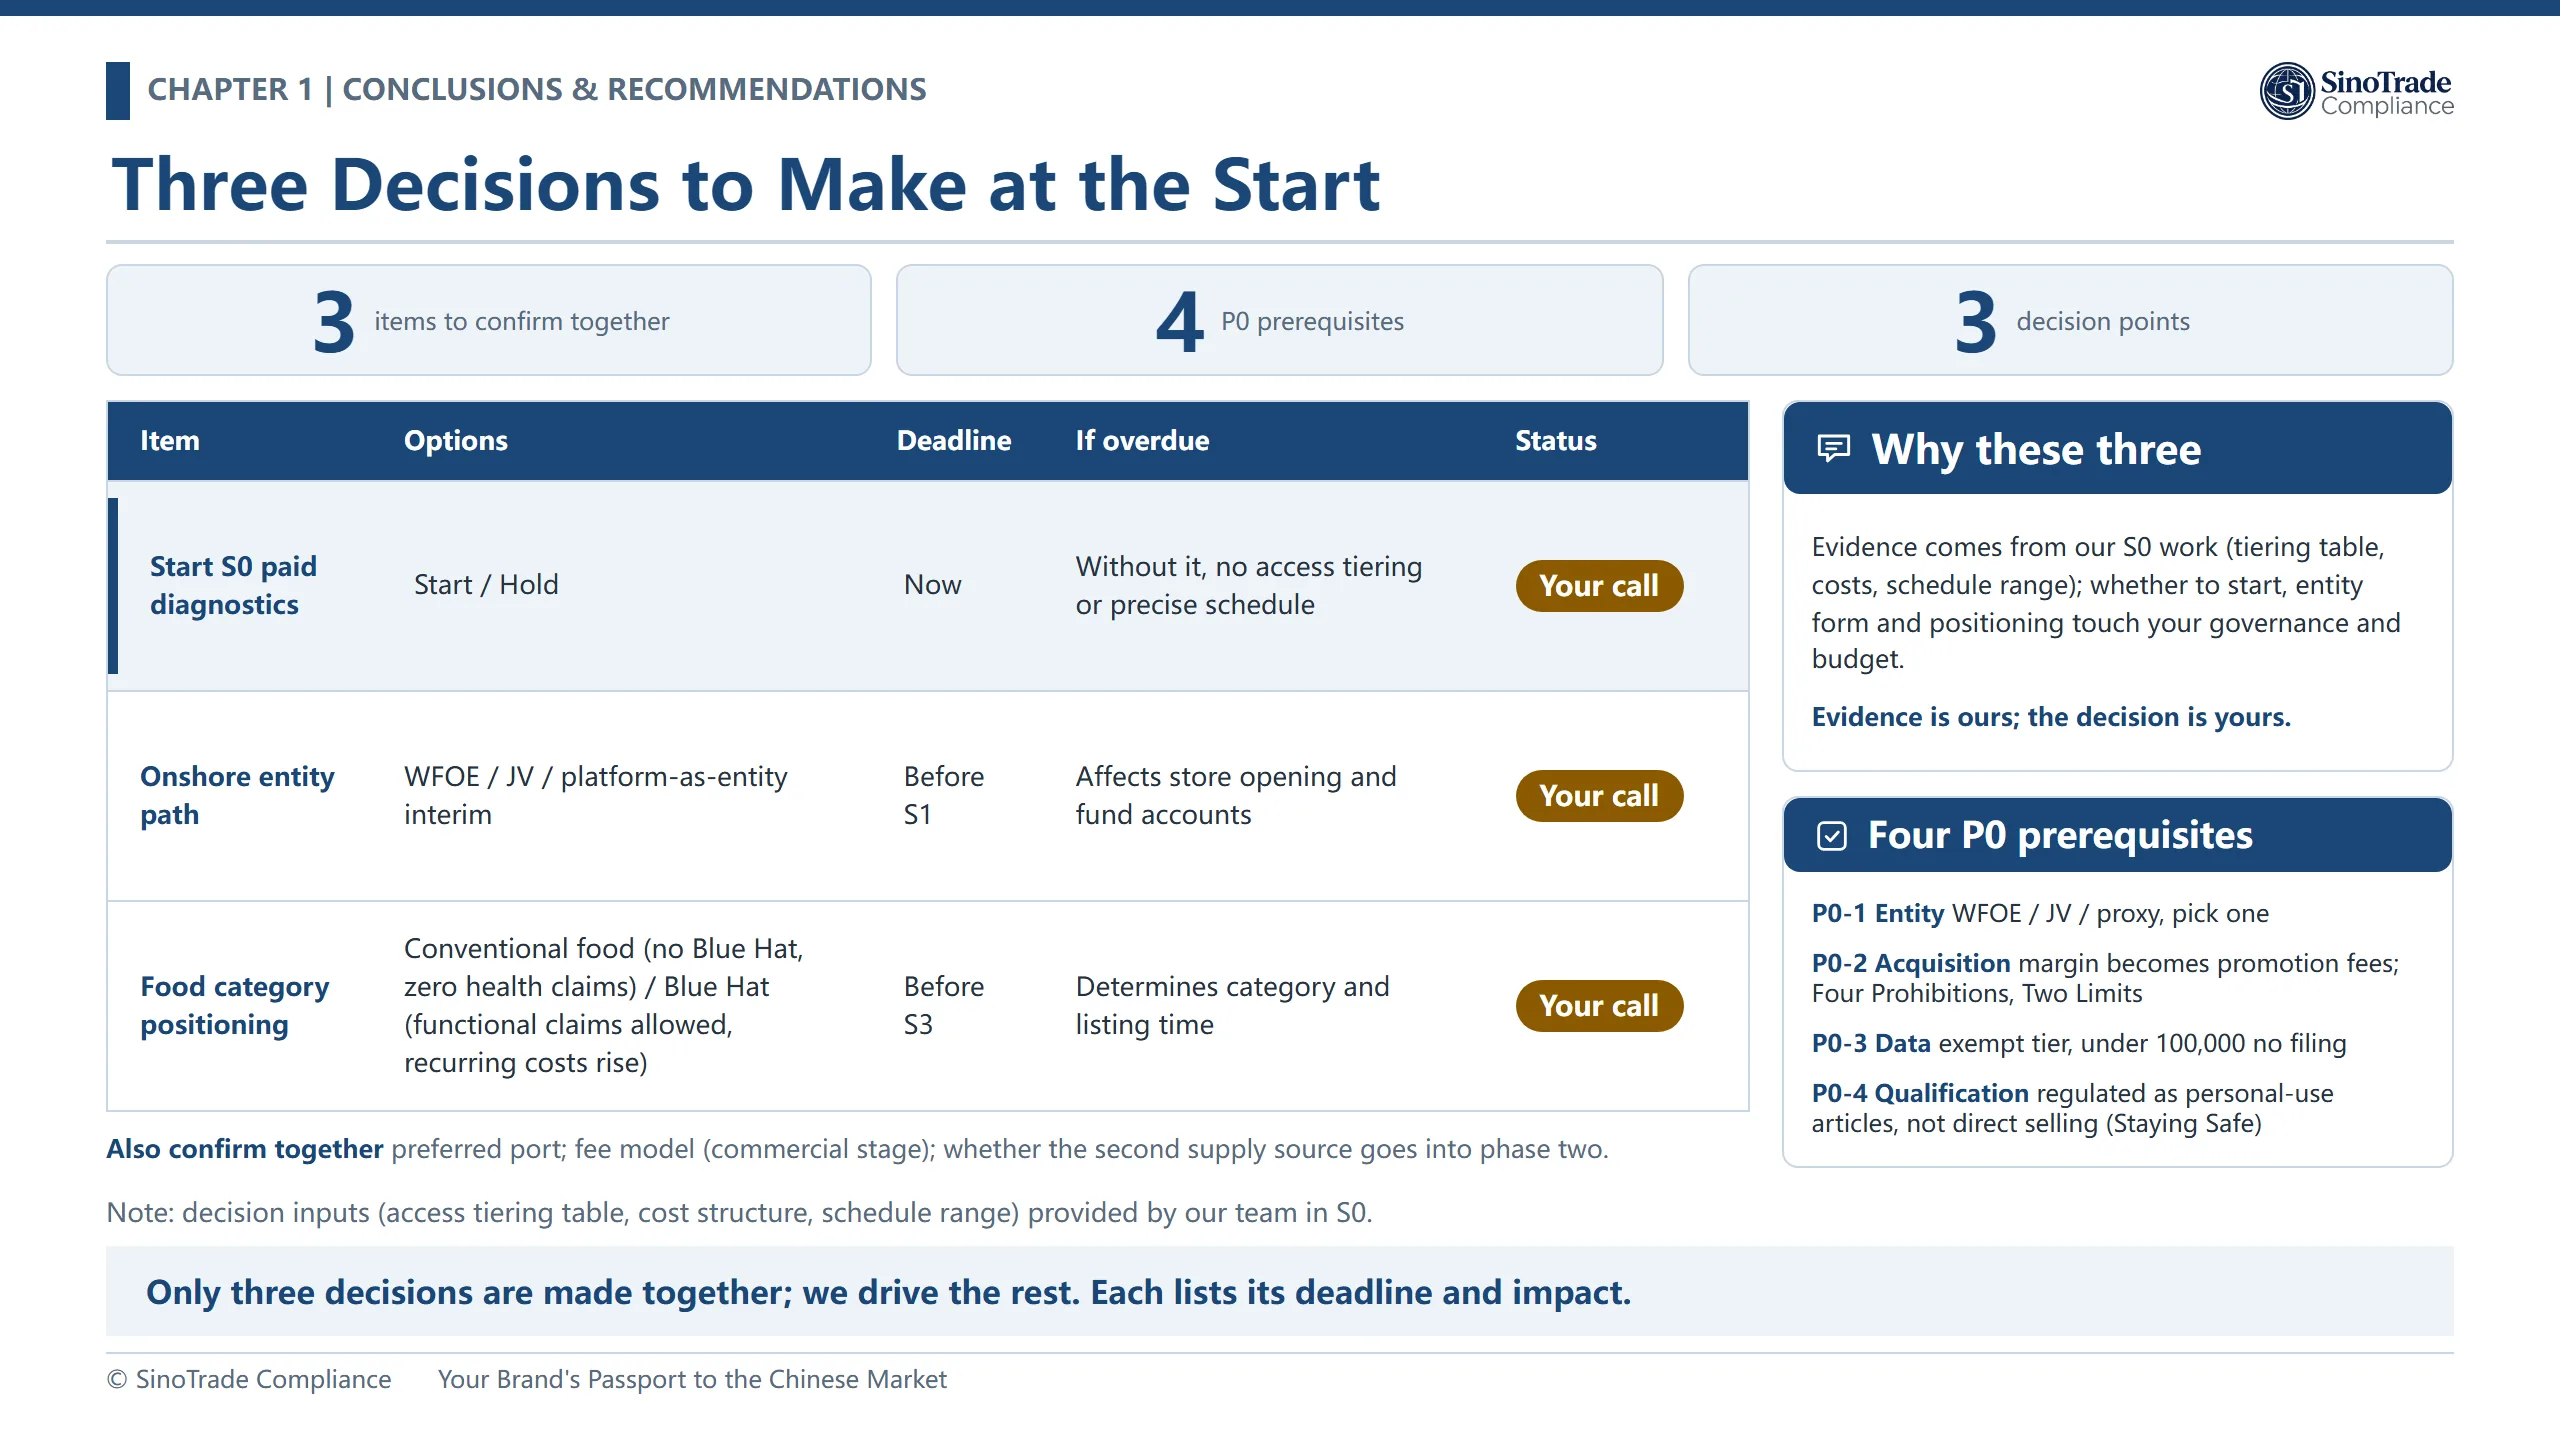 CHAPTER 1 | CONCLUSIONS & RECOMMENDATIONS
SinoTrade
Compliance
Three Decisions to Make at the Start
3 items to confirm together
4 P0 prerequisites
3 decision points
Item Options Deadline If overdue Status
Start S0 paid
diagnostics
Start / Hold
Now
Without it, no access tiering
or precise schedule
Your call
Onshore entity
path
WFOE / JV / platform-as-entity
interim
Before
S1
Affects store opening and
fund accounts
Your call
Food category
positioning
Conventional food (no Blue Hat,
zero health claims) / Blue Hat
(functional claims allowed,
recurring costs rise)
Before
S3
Determines category and
listing time
Your call
Also confirm together preferred port; fee model (commercial stage); whether the second supply source goes into phase two.
Note: decision inputs (access tiering table, cost structure, schedule range) provided by our team in S0.
Why these three
Evidence comes from our S0 work (tiering table,
costs, schedule range); whether to start, entity
form and positioning touch your governance and
budget.
Evidence is ours; the decision is yours.
Four P0 prerequisites
P0-1 Entity WFOE / JV / proxy, pick one
P0-2 Acquisition margin becomes promotion fees;
Four Prohibitions, Two Limits
P0-3 Data exempt tier, under 100,000 no filing
P0-4 Qualification regulated as personal-use
articles, not direct selling (Staying Safe)
Only three decisions are made together; we drive the rest. Each lists its deadline and impact.
© SinoTrade Compliance Your Brand's Passport to the Chinese Market